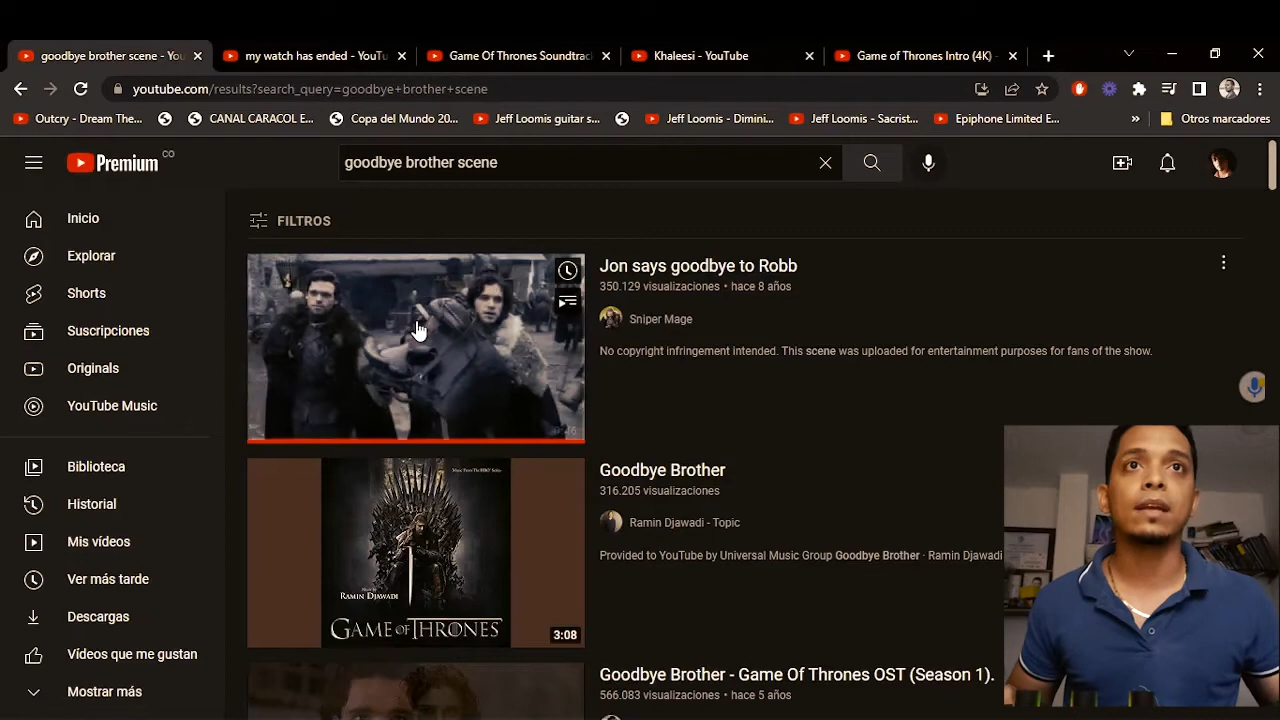 goodbye brother scene - You
my watch has ended - YouTu
Game Of Thrones Soundtrac
Khaleesi - YouTube
Game of Thrones Intro (4K) -
youtube.com/results?search_query=goodbye+brother+scene
Outcry - Dream The...
CANAL CARACOL E...
Copa del Mundo 20...
Jeff Loomis guitar s...
Jeff Loomis - Dimini...
Jeff Loomis - Sacrist...
Epiphone Limited E...
»
Otros marcadores
Premium CO
goodbye brother scene
Inicio
Explorar
Shorts
Suscripciones
Originals
YouTube Music
Biblioteca
Historial
Mis vídeos
Ver más tarde
Descargas
Vídeos que me gustan
Mostrar más
FILTROS
Jon says goodbye to Robb
350.129 visualizaciones • hace 8 años
Sniper Mage
No copyright infringement intended. This scene was uploaded for entertainment purposes for fans of the show.
Music From The HBO Series
Music by
RAMIN DJAWADI
GAME OF THRONES
3:08
Goodbye Brother
316.205 visualizaciones
Ramin Djawadi - Topic
Provided to YouTube by Universal Music Group Goodbye Brother · Ramin Djawadi
Goodbye Brother - Game Of Thrones OST (Season 1).
566.083 visualizaciones • hace 5 años